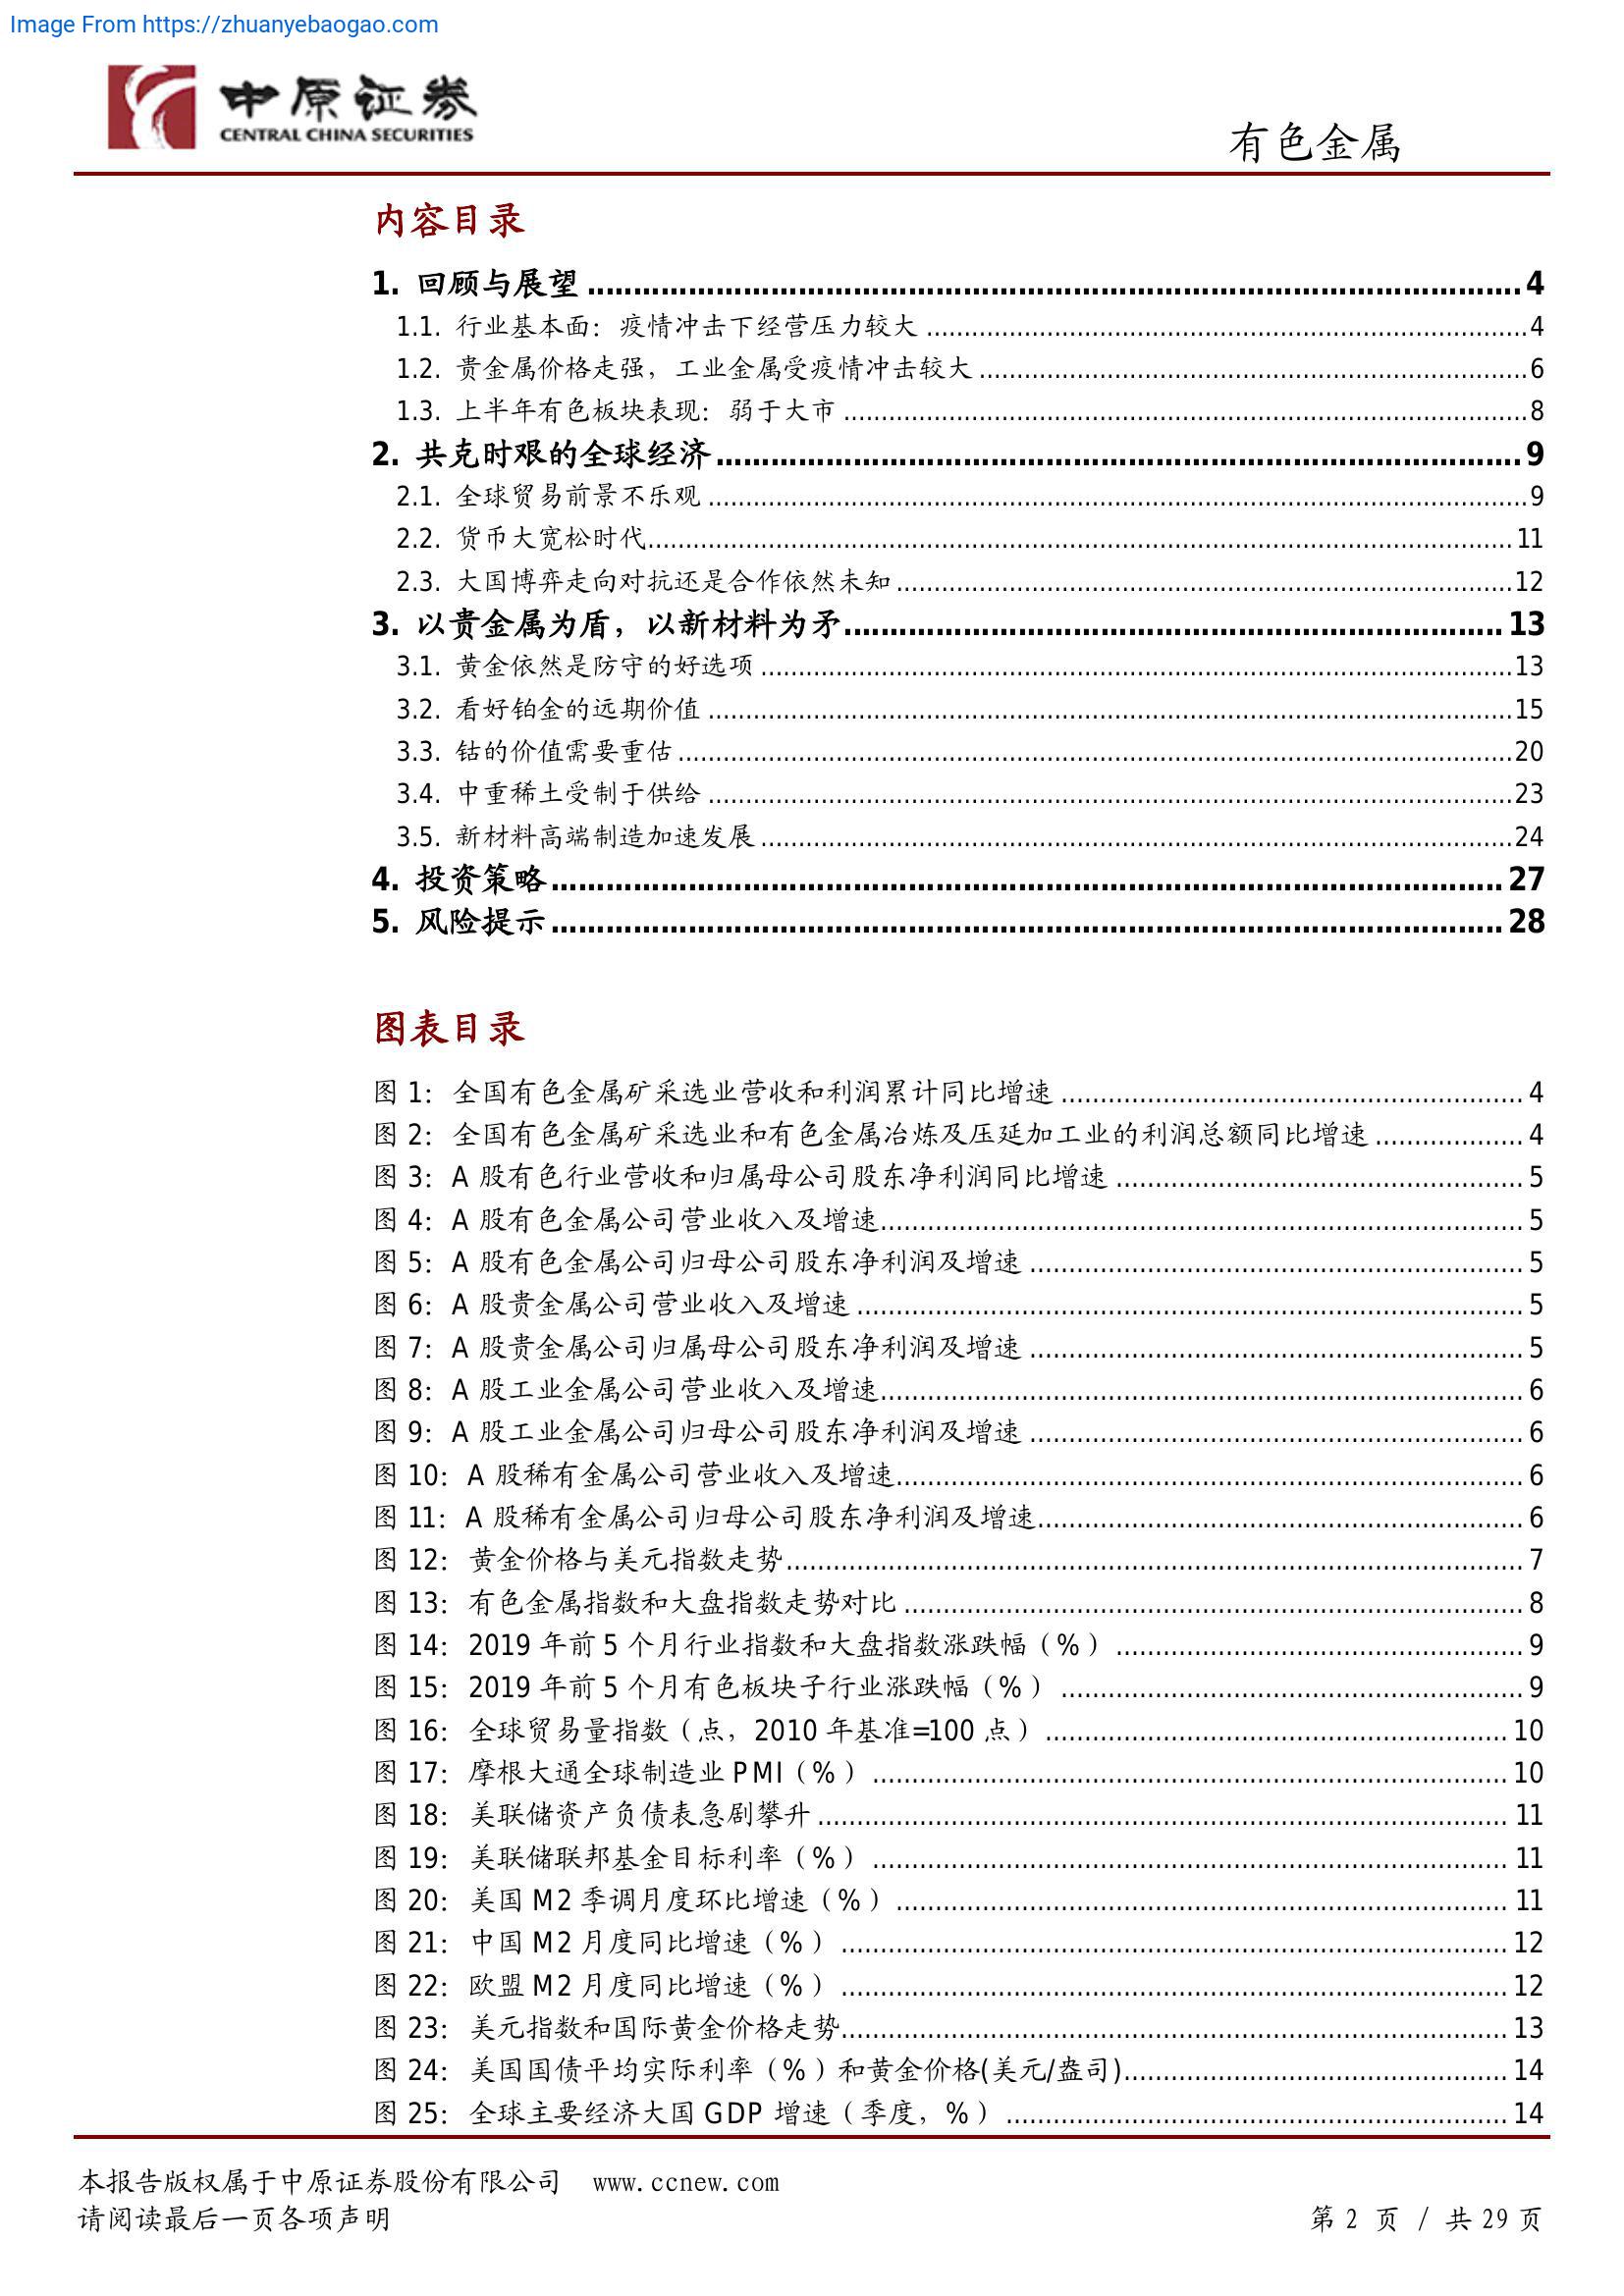 Image From https://zhuanyebaogao.com
中原证券
CENTRAL CHINA SECURITIES
有色金属
内容目录
1. 回顾与展望 ........ 4
1.1. 行业基本面：疫情冲击下经营压力较大 ........ 4
1.2. 贵金属价格走强，工业金属受疫情冲击较大 ........ 6
1.3. 上半年有色板块表现：弱于大市 ........ 8
2. 共克时艰的全球经济 ........ 9
2.1. 全球贸易前景不乐观 ........ 9
2.2. 货币大宽松时代 ........ 11
2.3. 大国博弈走向对抗还是合作依然未知 ........ 12
3. 以贵金属为盾，以新材料为矛 ........ 13
3.1. 黄金依然是防守的好选项 ........ 13
3.2. 看好铂金的远期价值 ........ 15
3.3. 钴的价值需要重估 ........ 20
3.4. 中重稀土受制于供给 ........ 23
3.5. 新材料高端制造加速发展 ........ 24
4. 投资策略 ........ 27
5. 风险提示 ........ 28
图表目录
图 1：全国有色金属矿采选业营收和利润累计同比增速 ........ 4
图 2：全国有色金属矿采选业和有色金属冶炼及压延加工业的利润总额同比增速 ........ 4
图 3：A 股有色行业营收和归属母公司股东净利润同比增速 ........ 5
图 4：A 股有色金属公司营业收入及增速 ........ 5
图 5：A 股有色金属公司归母公司股东净利润及增速 ........ 5
图 6：A 股贵金属公司营业收入及增速 ........ 5
图 7：A 股贵金属公司归属母公司股东净利润及增速 ........ 5
图 8：A 股工业金属公司营业收入及增速 ........ 6
图 9：A 股工业金属公司归母公司股东净利润及增速 ........ 6
图 10：A 股稀有金属公司营业收入及增速 ........ 6
图 11：A 股稀有金属公司归母公司股东净利润及增速 ........ 6
图 12：黄金价格与美元指数走势 ........ 7
图 13：有色金属指数和大盘指数走势对比 ........ 8
图 14：2019 年前 5 个月行业指数和大盘指数涨跌幅（%） ........ 9
图 15：2019 年前 5 个月有色板块子行业涨跌幅（%） ........ 9
图 16：全球贸易量指数（点，2010 年基准=100 点） ........ 10
图 17：摩根大通全球制造业 PMI（%） ........ 10
图 18：美联储资产负债表急剧攀升 ........ 11
图 19：美联储联邦基金目标利率（%） ........ 11
图 20：美国 M2 季调月度环比增速（%） ........ 11
图 21：中国 M2 月度同比增速（%） ........ 12
图 22：欧盟 M2 月度同比增速（%） ........ 12
图 23：美元指数和国际黄金价格走势 ........ 13
图 24：美国国债平均实际利率（%）和黄金价格(美元/盎司) ........ 14
图 25：全球主要经济大国 GDP 增速（季度，%） ........ 14
本报告版权属于中原证券股份有限公司 www.ccnew.com
请阅读最后一页各项声明
第 2 页 / 共 29 页